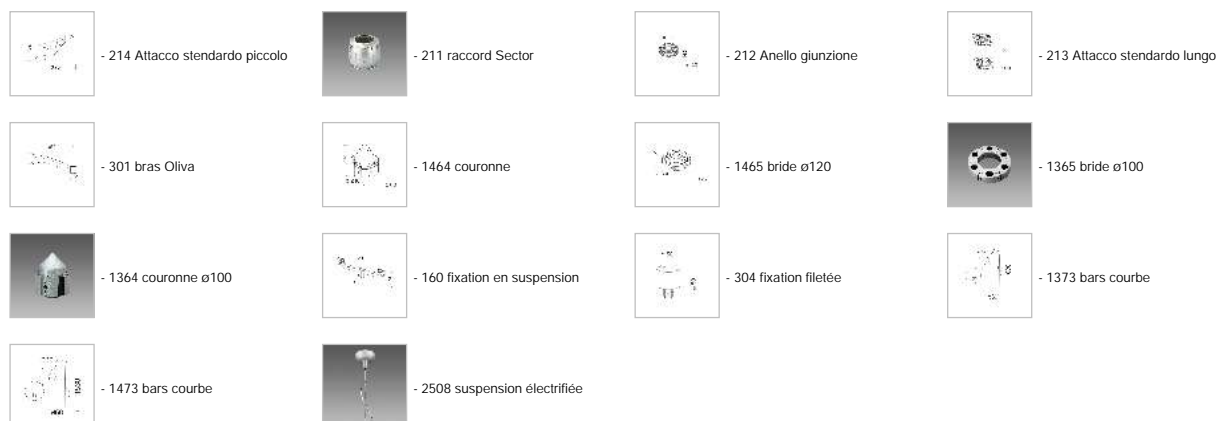 - 214 Attacco stendardo piccolo
- 211 raccord Sector
- 212 Anello giunzione
- 213 Attacco stendardo lungo
- 301 bras Oliva
- 1464 couronne
- 1465 bride ø120
- 1365 bride ø100
- 1364 couronne ø100
- 160 fixation en suspension
- 304 fixation filetée
- 1373 bars courbe
- 1473 bars courbe
- 2508 suspension électrifiée